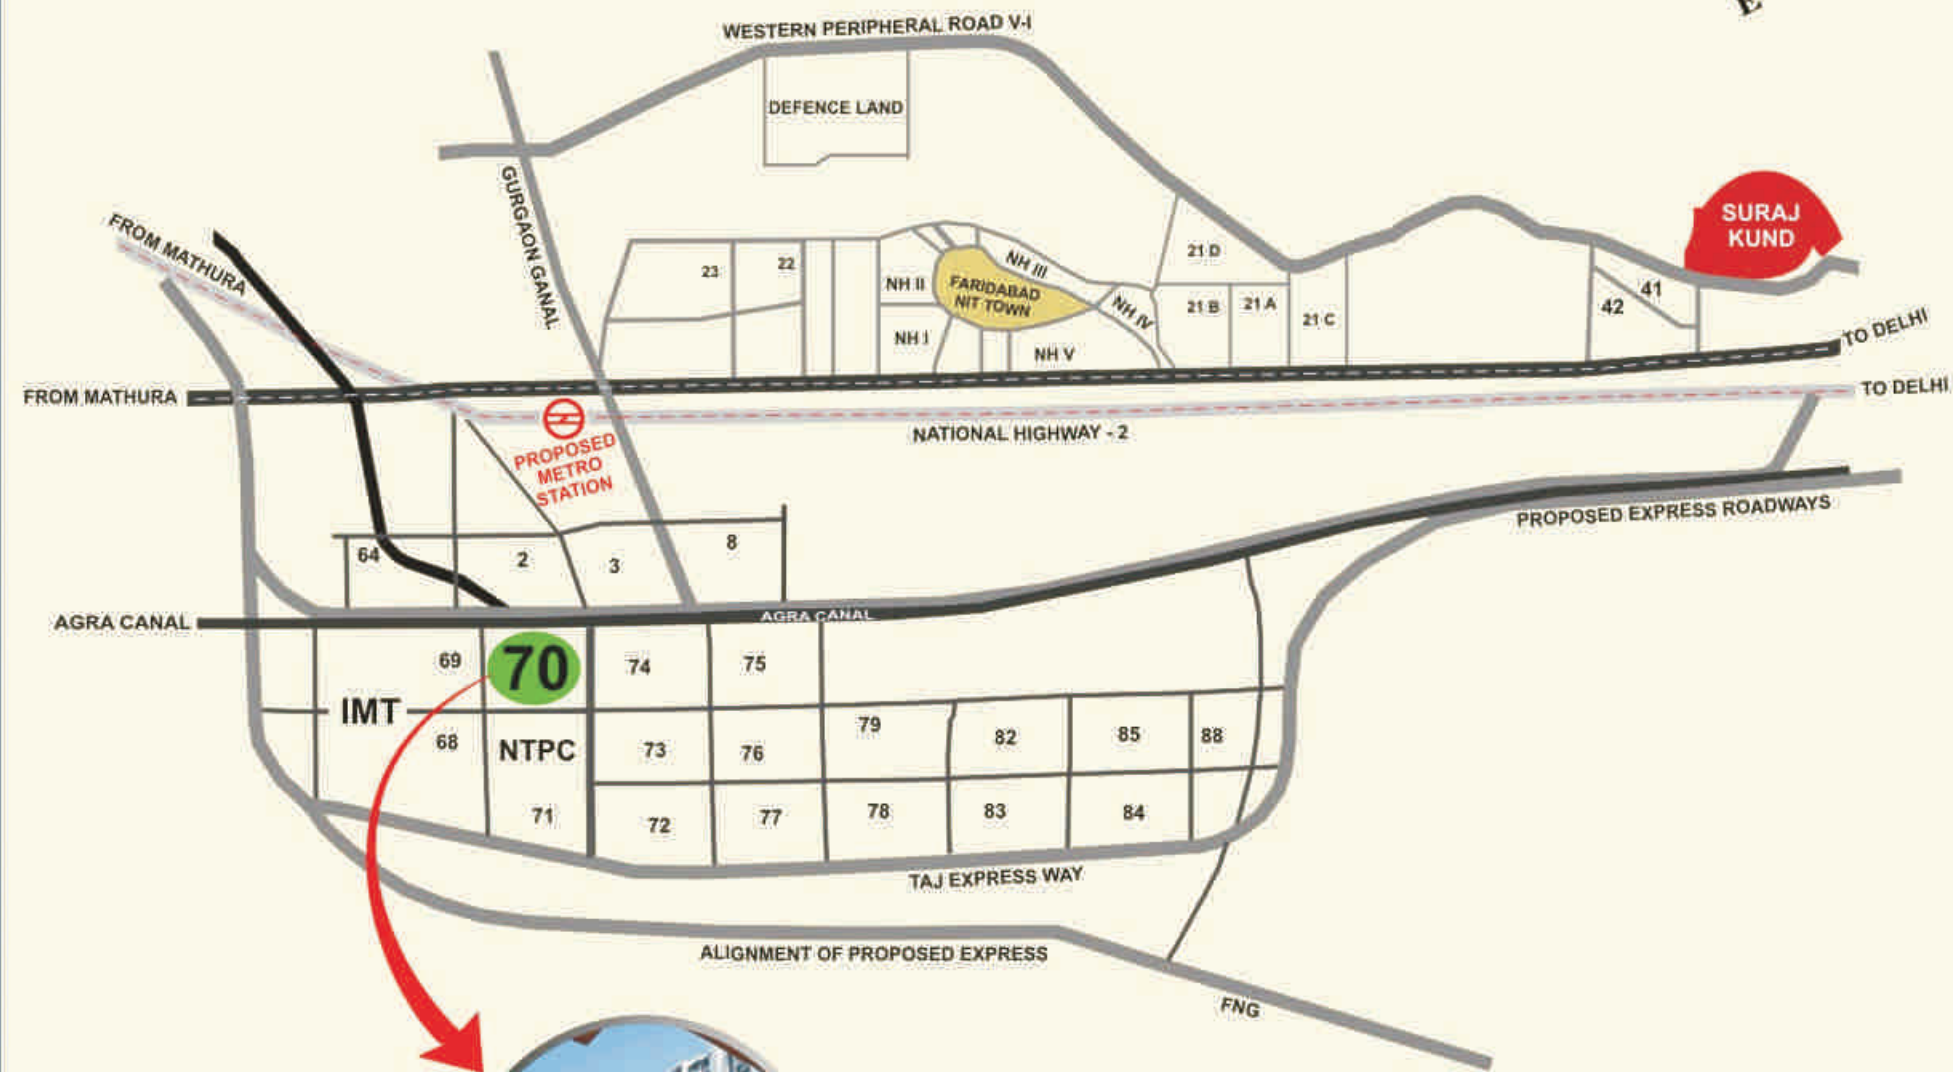 E
WESTERN PERIPHERAL ROAD V-I
DEFENCE LAND
GURGAON GANAL
SURAJ
KUND
FROM MATHURA
23
22
NH II
NH I
FARIDABAD
NIT TOWN
NH III
NH IV
NH V
21 D
21 B
21 A
21 C
42
41
TO DELHI
FROM MATHURA
TO DELHI
NATIONAL HIGHWAY - 2
PROPOSED
METRO
STATION
PROPOSED EXPRESS ROADWAYS
64
2
3
8
AGRA CANAL
AGRA CANAL
69
70
74
75
IMT
68
NTPC
73
76
79
82
85
88
71
72
77
78
83
84
TAJ EXPRESS WAY
ALIGNMENT OF PROPOSED EXPRESS
FNG